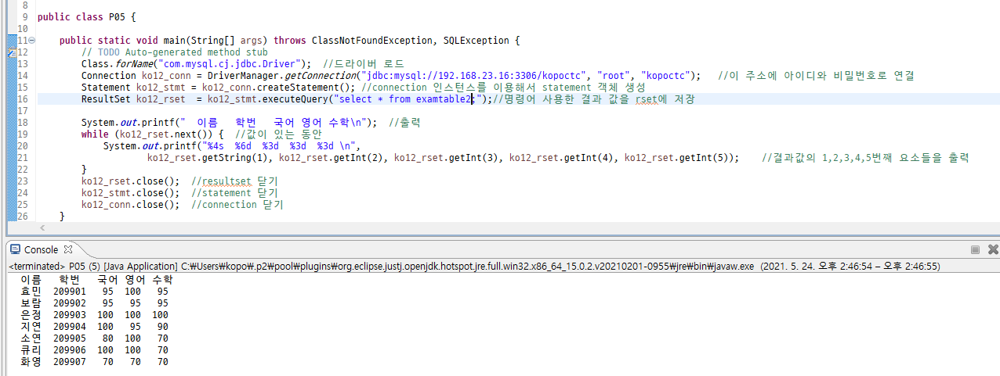 8
9 public class P05 {
10
11 public static void main(String[] args) throws ClassNotFoundException, SQLException {
12 // TODO Auto-generated method stub
13 Class.forName("com.mysql.cj.jdbc.Driver"); //드라이버 로드
14 Connection ko12_conn = DriverManager.getConnection("jdbc:mysql://192.168.23.16:3306/kopoctc", "root", "kopoctc"); //이 주소에 아이디와 비밀번호로 연결
15 Statement ko12_stmt = ko12_conn.createStatement(); //connection 인스턴스를 이용해서 statement 객체 생성
16 ResultSet ko12_rset = ko12_stmt.executeQuery("select * from examtable2;");//명령어 사용한 결과 값을 rset에 저장
17
18 System.out.printf(" 이름 학번 국어 영어 수학\n"); //출력
19 while (ko12_rset.next()) { //값이 있는 동안
20 System.out.printf("%4s %6d %3d %3d %3d \n",
21 ko12_rset.getString(1), ko12_rset.getInt(2), ko12_rset.getInt(3), ko12_rset.getInt(4), ko12_rset.getInt(5)); //결과값의 1,2,3,4,5번째 요소들을 출력
22 }
23 ko12_rset.close(); //resultset 닫기
24 ko12_stmt.close(); //statement 닫기
25 ko12_conn.close(); //connection 닫기
26 }
Console
<terminated> P05 (5) [Java Application] C:₩Users₩kopo₩.p2₩pool₩plugins₩org.eclipse.justj.openjdk.hotspot.jre.full.win32.x86_64_15.0.2.v20210201-0955₩jre₩bin₩javaw.exe (2021. 5. 24. 오후 2:46:54 – 오후 2:46:55)
이름 학번 국어 영어 수학
효민 209901 95 100 95
보람 209902 95 95 95
은정 209903 100 100 100
지연 209904 100 95 90
소연 209905 80 100 70
큐리 209906 100 100 70
화영 209907 70 70 70